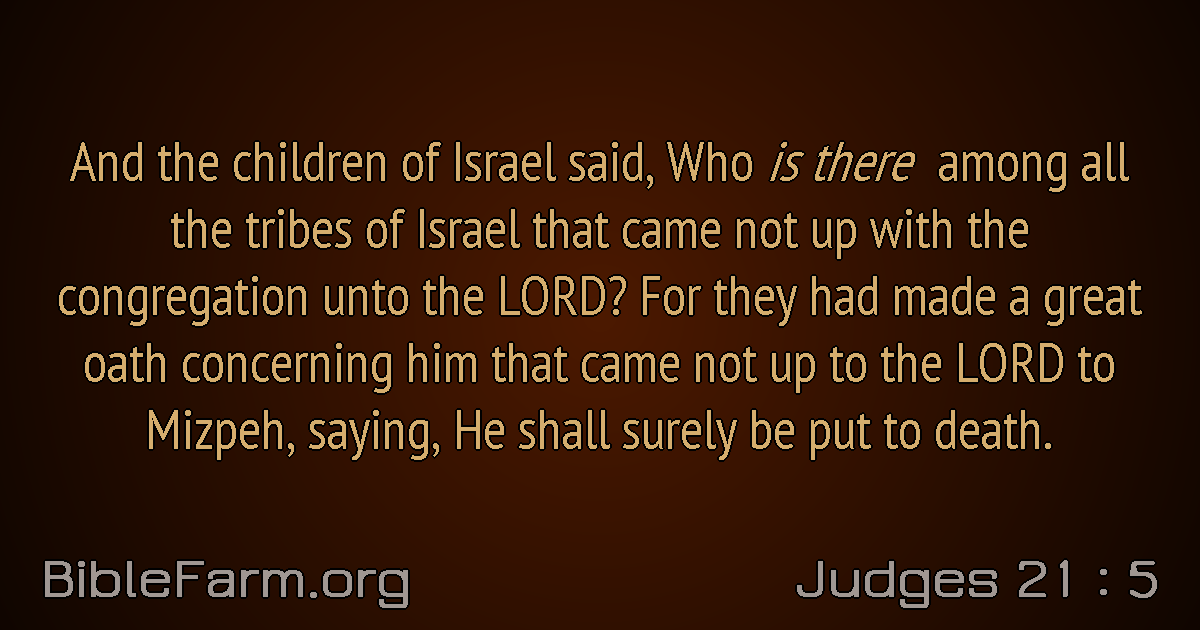 And the children of Israel said, Who is there among all
the tribes of Israel that came not up with the
congregation unto the LORD? For they had made a great
oath concerning him that came not up to the LORD to
Mizpeh, saying, He shall surely be put to death.
BibleFarm.org
Judges 21 : 5